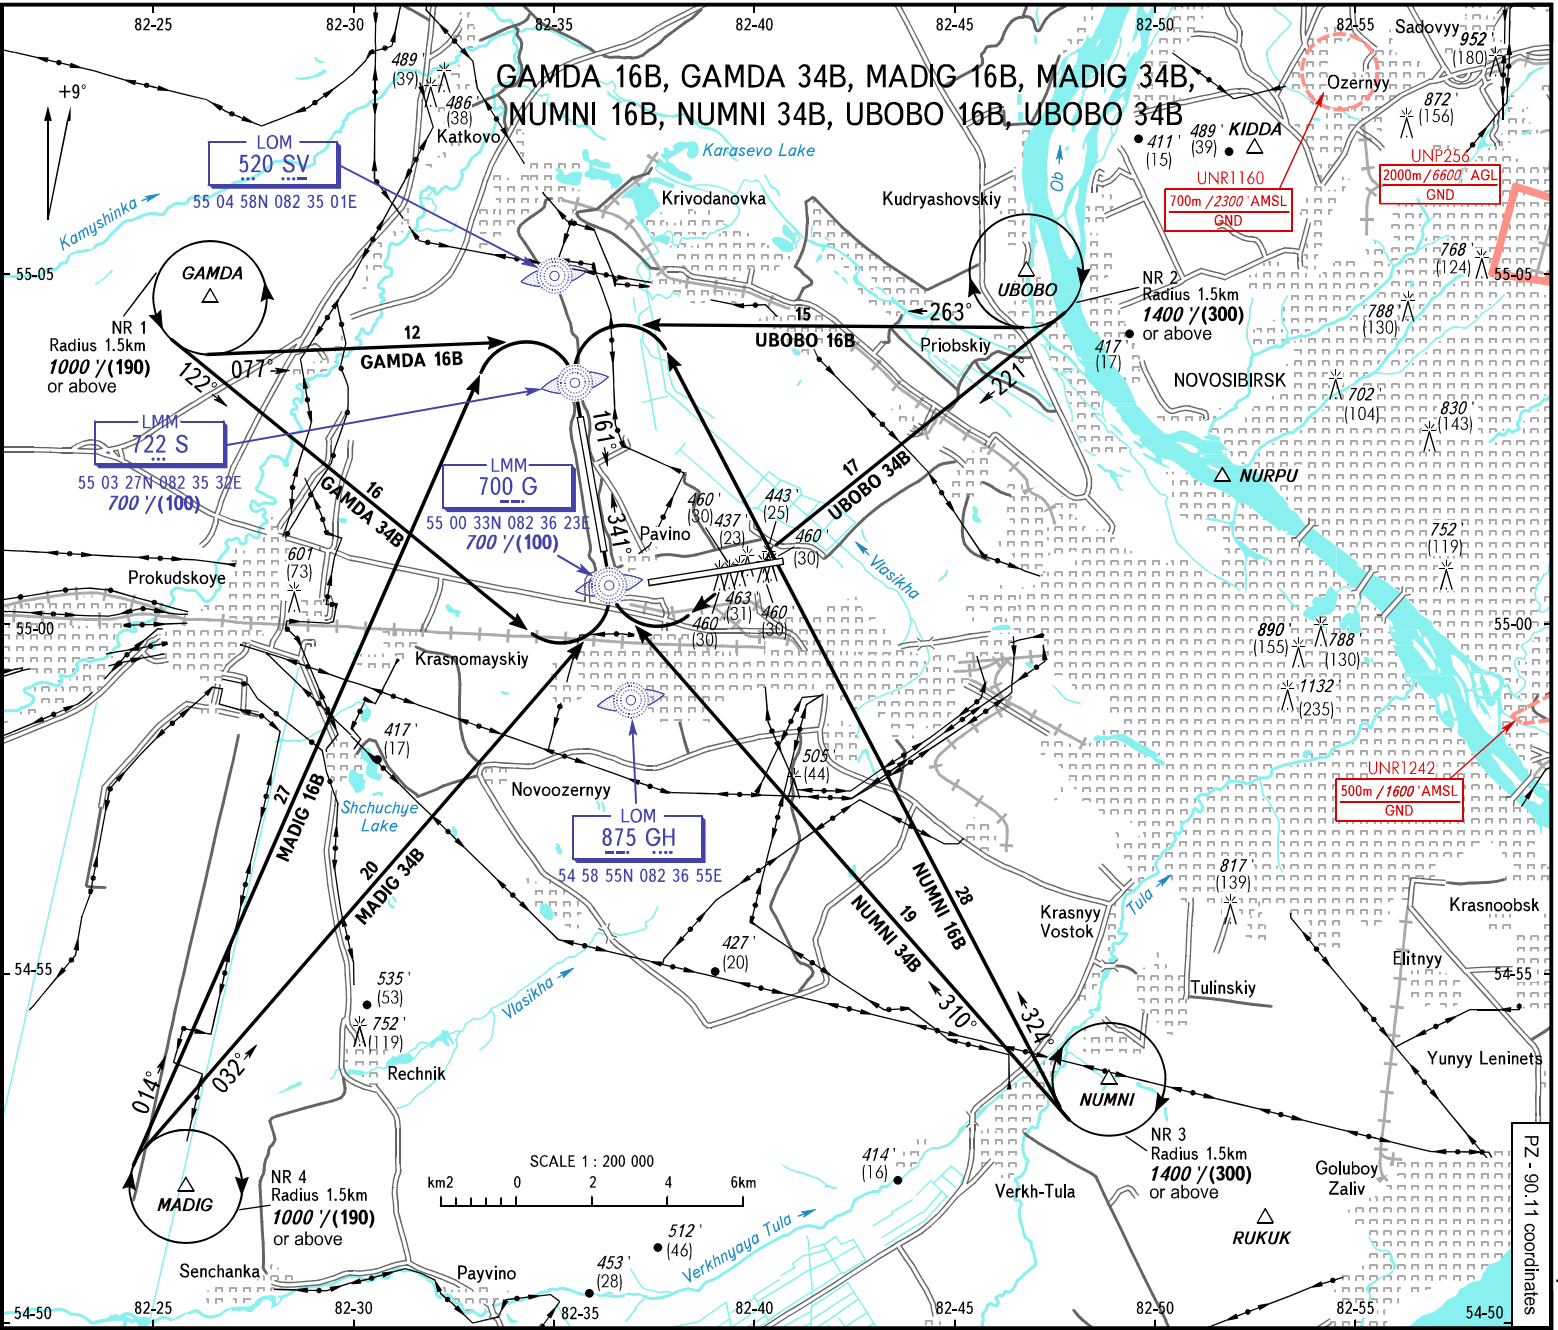 82-25
82-30
82-35
82-40
82-45
82-50
82-55
GAMDA 16B, GAMDA 34B, MADIG 16B, MADIG 34B,
NUMNI 16B, NUMNI 34B, UBOBO 16B, UBOBO 34B
+9°
489'
(39)
486'
(38)
Katkovo
LOM
520 SV
55 04 58N 082 35 01E
Kamyshinka
Karasevo Lake
Krivodanovka
Kudryashovskiy
Ob
411'
(15)
489'
(39)
KIDDA
Sadovyy
952'
(180)
Ozernyy
872'
(156)
UNR1160
700m /2300 'AMSL
GND
UNP256
2000m/6600' AGL
GND
768'
(124)
55-05
55-05
GAMDA
NR 1
Radius 1.5km
1000'/(190)
or above
UBOBO
NR 2
Radius 1.5km
1400'/(300)
or above
788'
(130)
417'
(17)
12
GAMDA 16B
077°
122°
15
UBOBO 16B
263°
Priobskiy
221°
NOVOSIBIRSK
702'
(104)
830'
(143)
LMM
722 S
55 03 27N 082 35 32E
700'/(100)
161°
341°
LMM
700 G
55 00 33N 082 36 23E
700'/(100)
16
GAMDA 34B
17
UBOBO 34B
NURPU
Pavino
460'
(30)
437'
(23)
443'
(25)
460'
(30)
463'
(31)
460'
(30)
460'
(30)
Vlasikha
752'
(119)
601'
(73)
Prokudskoye
55-00
55-00
Krasnomayskiy
890'
(155)
788'
(130)
1132'
(235)
417'
(17)
Shchuchye
Lake
Novoozernyy
505'
(44)
UNR1242
500m /1600 'AMSL
GND
27
MADIG 16B
20
MADIG 34B
LOM
875 GH
54 58 55N 082 36 55E
28
NUMNI 16B
19
NUMNI 34B
817'
(139)
Tula
Krasnyy
Vostok
Krasnoobsk
Elitnyy
54-55
54-55
427'
(20)
535'
(53)
752'
(119)
Vlasikha
Tulinskiy
310°
324°
Rechnik
Yunyy Leninets
014°
032°
NUMNI
NR 3
Radius 1.5km
1400'/(300)
or above
MADIG
NR 4
Radius 1.5km
1000'/(190)
or above
SCALE 1 : 200 000
km2
0
2
4
6km
414'
(16)
Verkh-Tula
Goluboy
Zaliv
RUKUK
PZ - 90.11 coordinates
512'
(46)
453'
(28)
Verkhnyaya Tula
Senchanka
Payvino
54-50
54-50
82-25
82-30
82-35
82-40
82-45
82-50
82-55